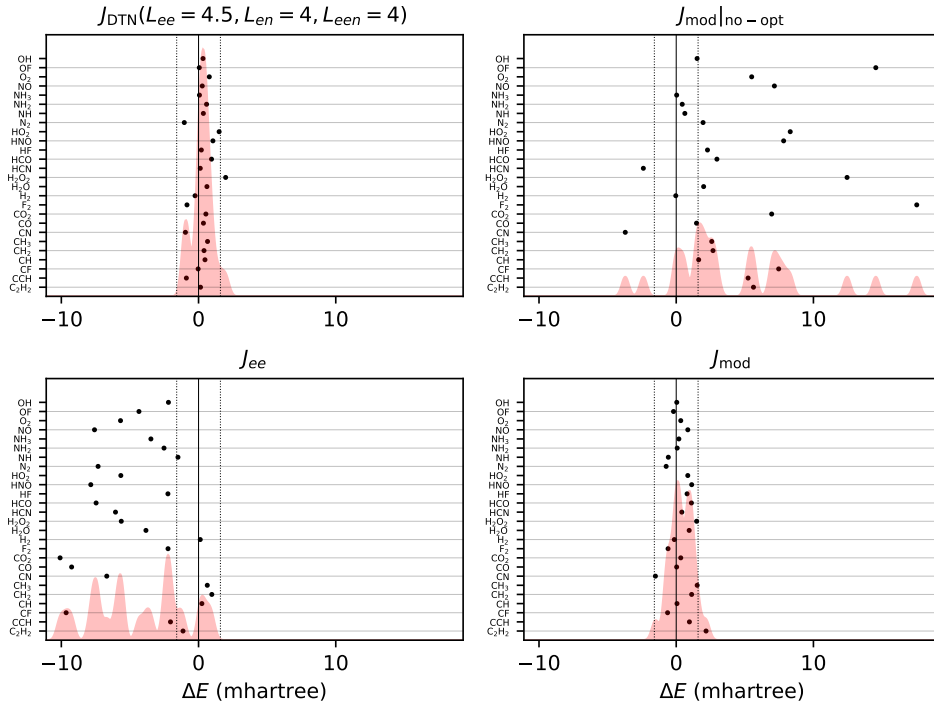 J_DTN(L_ee = 4.5, L_en = 4, L_een = 4)
OH
OF
O₂
NO
NH₃
NH₂
NH
N₂
HO₂
HNO
HF
HCO
HCN
H₂O₂
H₂O
H₂
F₂
CO₂
CO
CN
CH₃
CH₂
CH
CF
CCH
C₂H₂
−10 0 10
J_mod|no−opt
OH
OF
O₂
NO
NH₃
NH₂
NH
N₂
HO₂
HNO
HF
HCO
HCN
H₂O₂
H₂O
H₂
F₂
CO₂
CO
CN
CH₃
CH₂
CH
CF
CCH
C₂H₂
−10 0 10
J_ee
OH
OF
O₂
NO
NH₃
NH₂
NH
N₂
HO₂
HNO
HF
HCO
HCN
H₂O₂
H₂O
H₂
F₂
CO₂
CO
CN
CH₃
CH₂
CH
CF
CCH
C₂H₂
−10 0 10
ΔE (mhartree)
J_mod
OH
OF
O₂
NO
NH₃
NH₂
NH
N₂
HO₂
HNO
HF
HCO
HCN
H₂O₂
H₂O
H₂
F₂
CO₂
CO
CN
CH₃
CH₂
CH
CF
CCH
C₂H₂
−10 0 10
ΔE (mhartree)